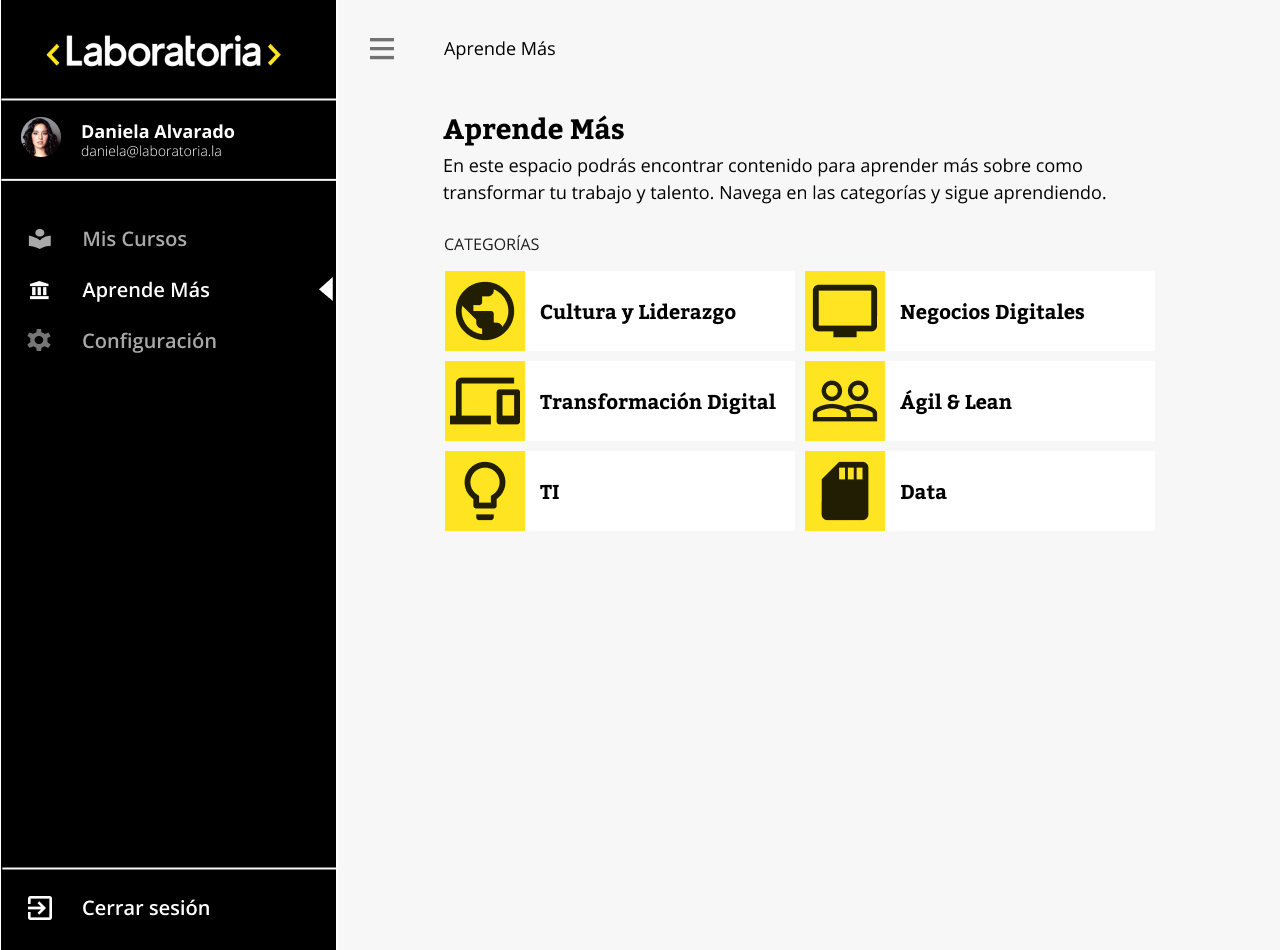 <Laboratoria>
Daniela Alvarado
daniela@laboratoria.la
Mis Cursos
Aprende Más
Configuración
Cerrar sesión
Aprende Más
Aprende Más
En este espacio podrás encontrar contenido para aprender más sobre como
transformar tu trabajo y talento. Navega en las categorías y sigue aprendiendo.
CATEGORÍAS
Cultura y Liderazgo
Negocios Digitales
Transformación Digital
Ágil & Lean
TI
Data